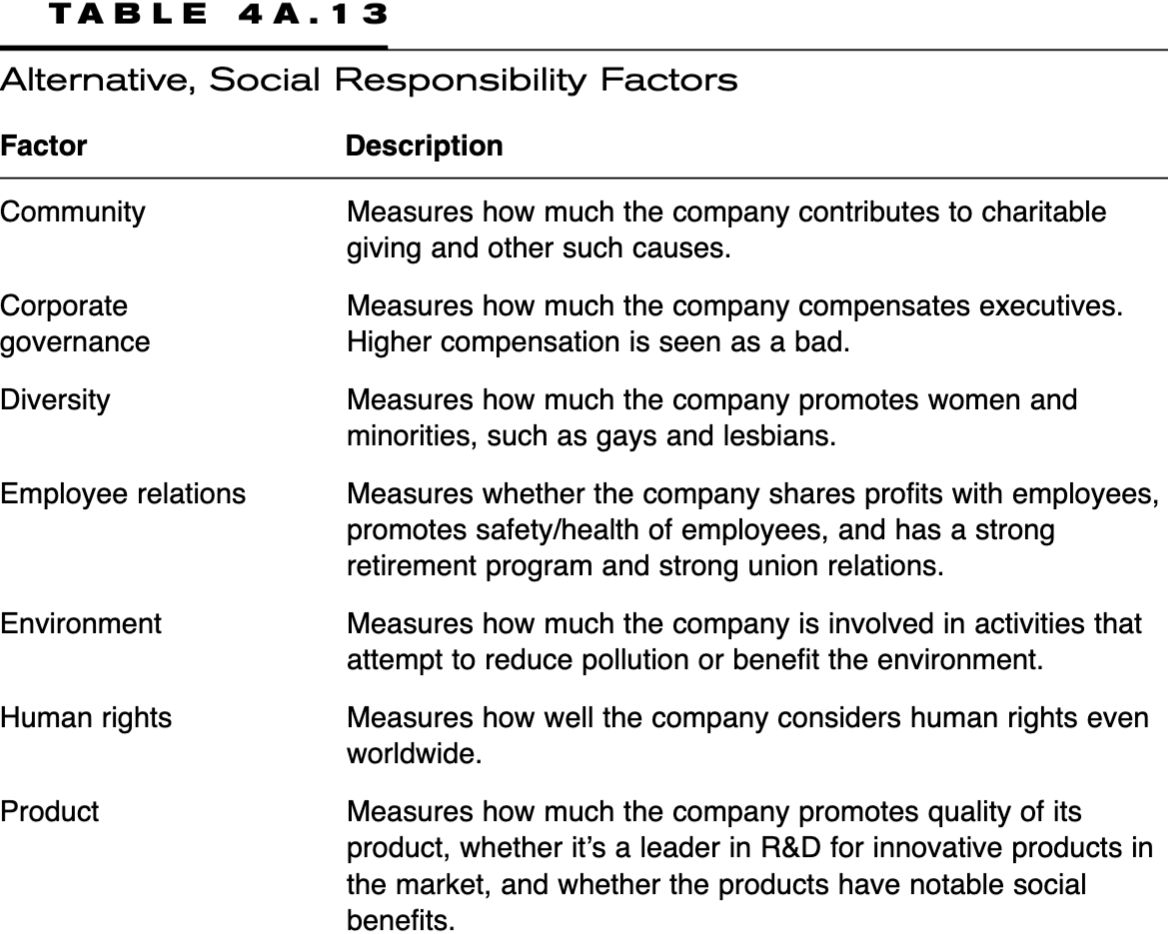 TABLE 4A.13
Alternative, Social Responsibility Factors
Factor Description
Community Measures how much the company contributes to charitable
giving and other such causes.
Corporate Measures how much the company compensates executives.
governance Higher compensation is seen as a bad.
Diversity Measures how much the company promotes women and
minorities, such as gays and lesbians.
Employee relations Measures whether the company shares profits with employees,
promotes safety/health of employees, and has a strong
retirement program and strong union relations.
Environment Measures how much the company is involved in activities that
attempt to reduce pollution or benefit the environment.
Human rights Measures how well the company considers human rights even
worldwide.
Product Measures how much the company promotes quality of its
product, whether it's a leader in R&D for innovative products in
the market, and whether the products have notable social
benefits.